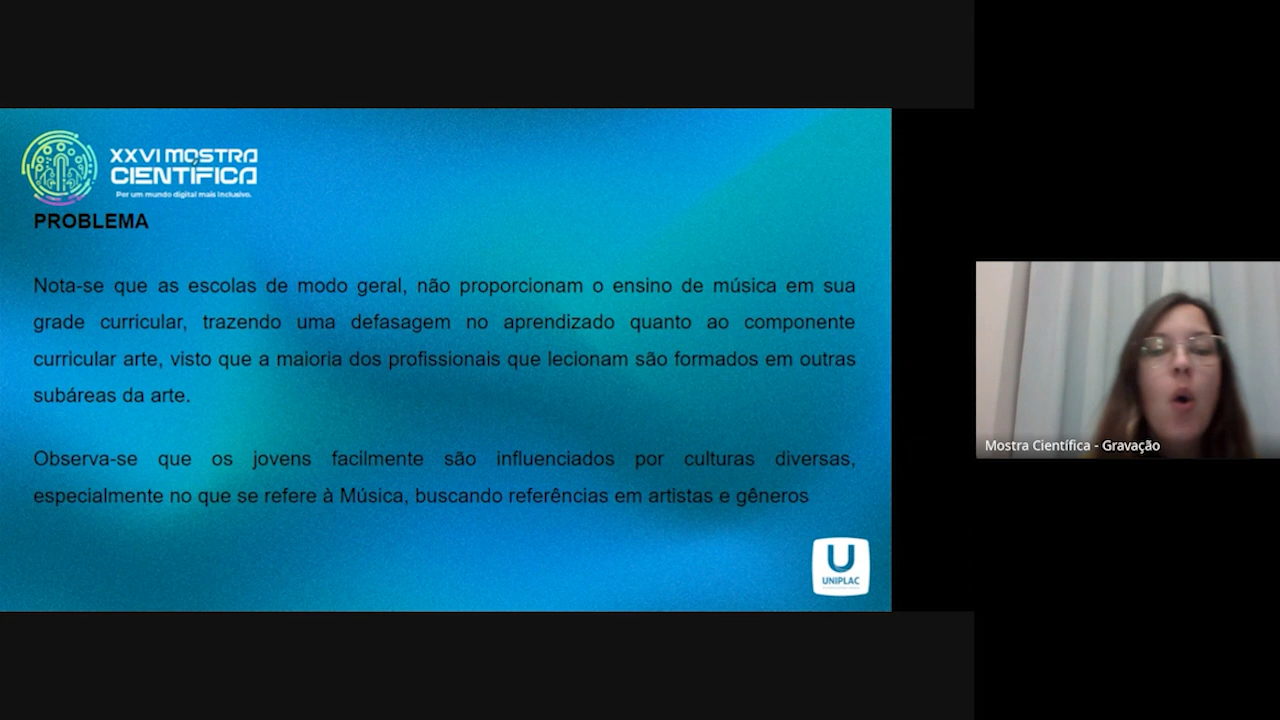 XXVI MOSTRA
CIENTÍFICA
Por um mundo digital mais inclusivo.
PROBLEMA
Nota-se que as escolas de modo geral, não proporcionam o ensino de música em sua
grade curricular, trazendo uma defasagem no aprendizado quanto ao componente
curricular arte, visto que a maioria dos profissionais que lecionam são formados em outras
subáreas da arte.
Observa-se que os jovens facilmente são influenciados por culturas diversas,
especialmente no que se refere à Música, buscando referências em artistas e gêneros
U
UNIPLAC
Mostra Científica - Gravação